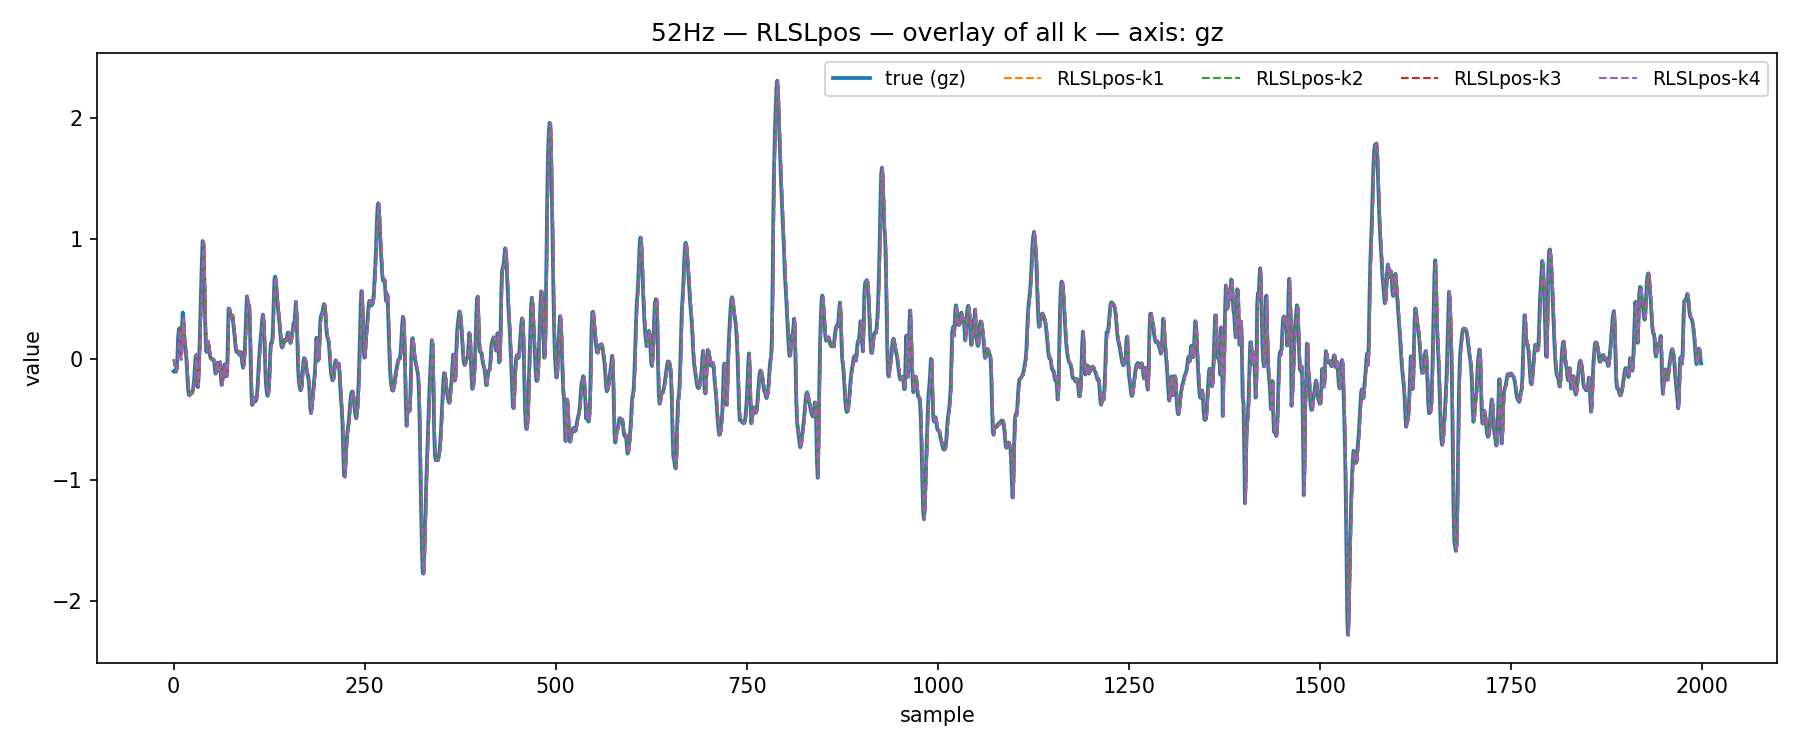 52Hz — RLSLpos — overlay of all k — axis: gz
true (gz) RLSLpos-k1 RLSLpos-k2 RLSLpos-k3 RLSLpos-k4
2
1
0
−1
−2
value
0 250 500 750 1000 1250 1500 1750 2000
sample